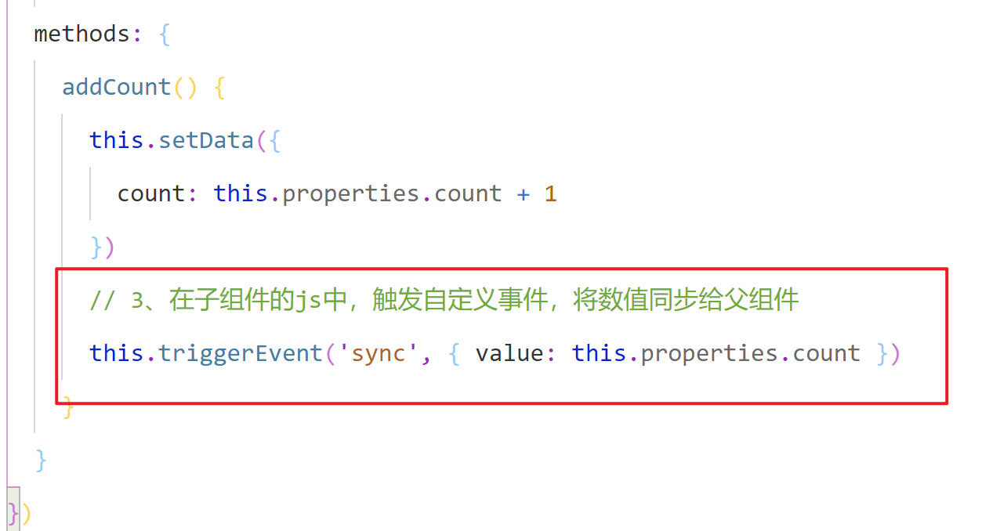 methods: {
addCount() {
this.setData({
count: this.properties.count + 1
})
// 3、在子组件的js中，触发自定义事件，将数值同步给父组件
this.triggerEvent('sync', { value: this.properties.count })
}
}
})